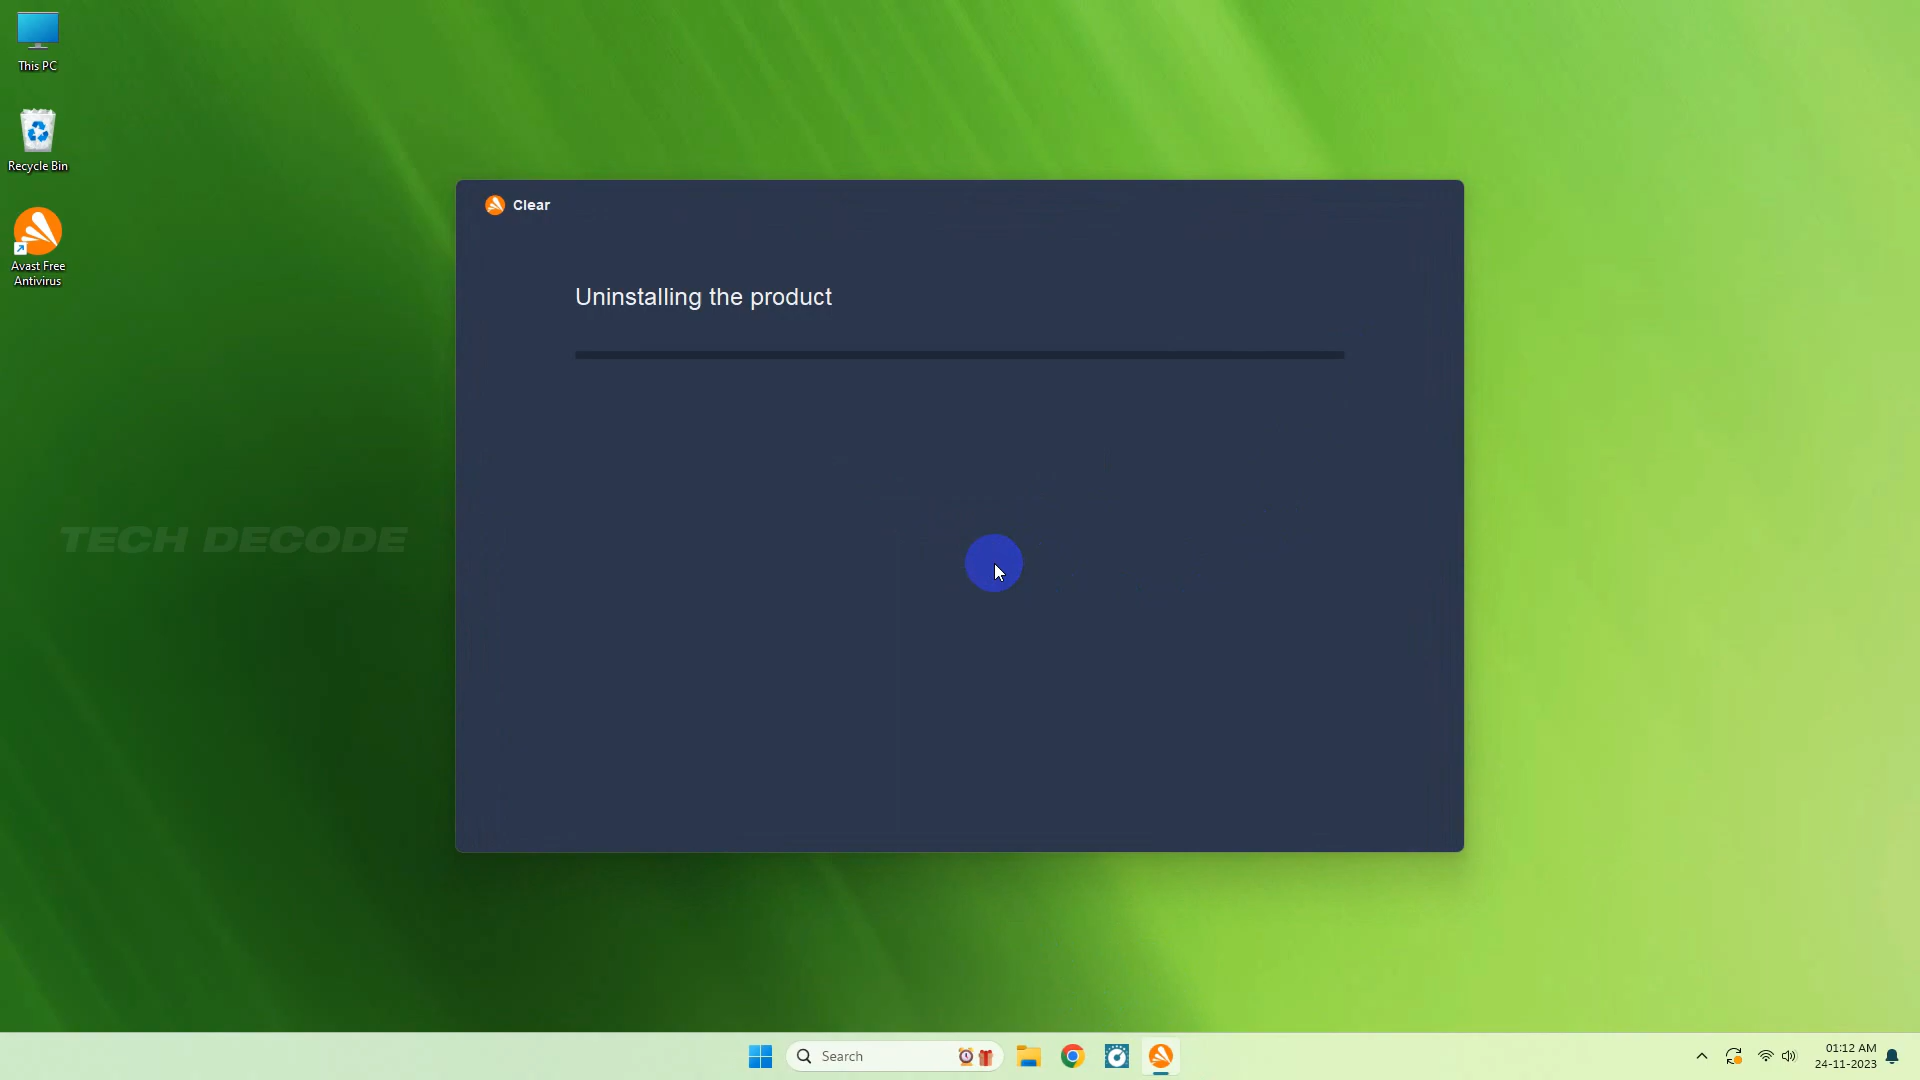 This PC
Recycle Bin
Avast Free
Antivirus
Clear
Uninstalling the product
TECH DECODE
Search
01:12 AM
24-11-2023